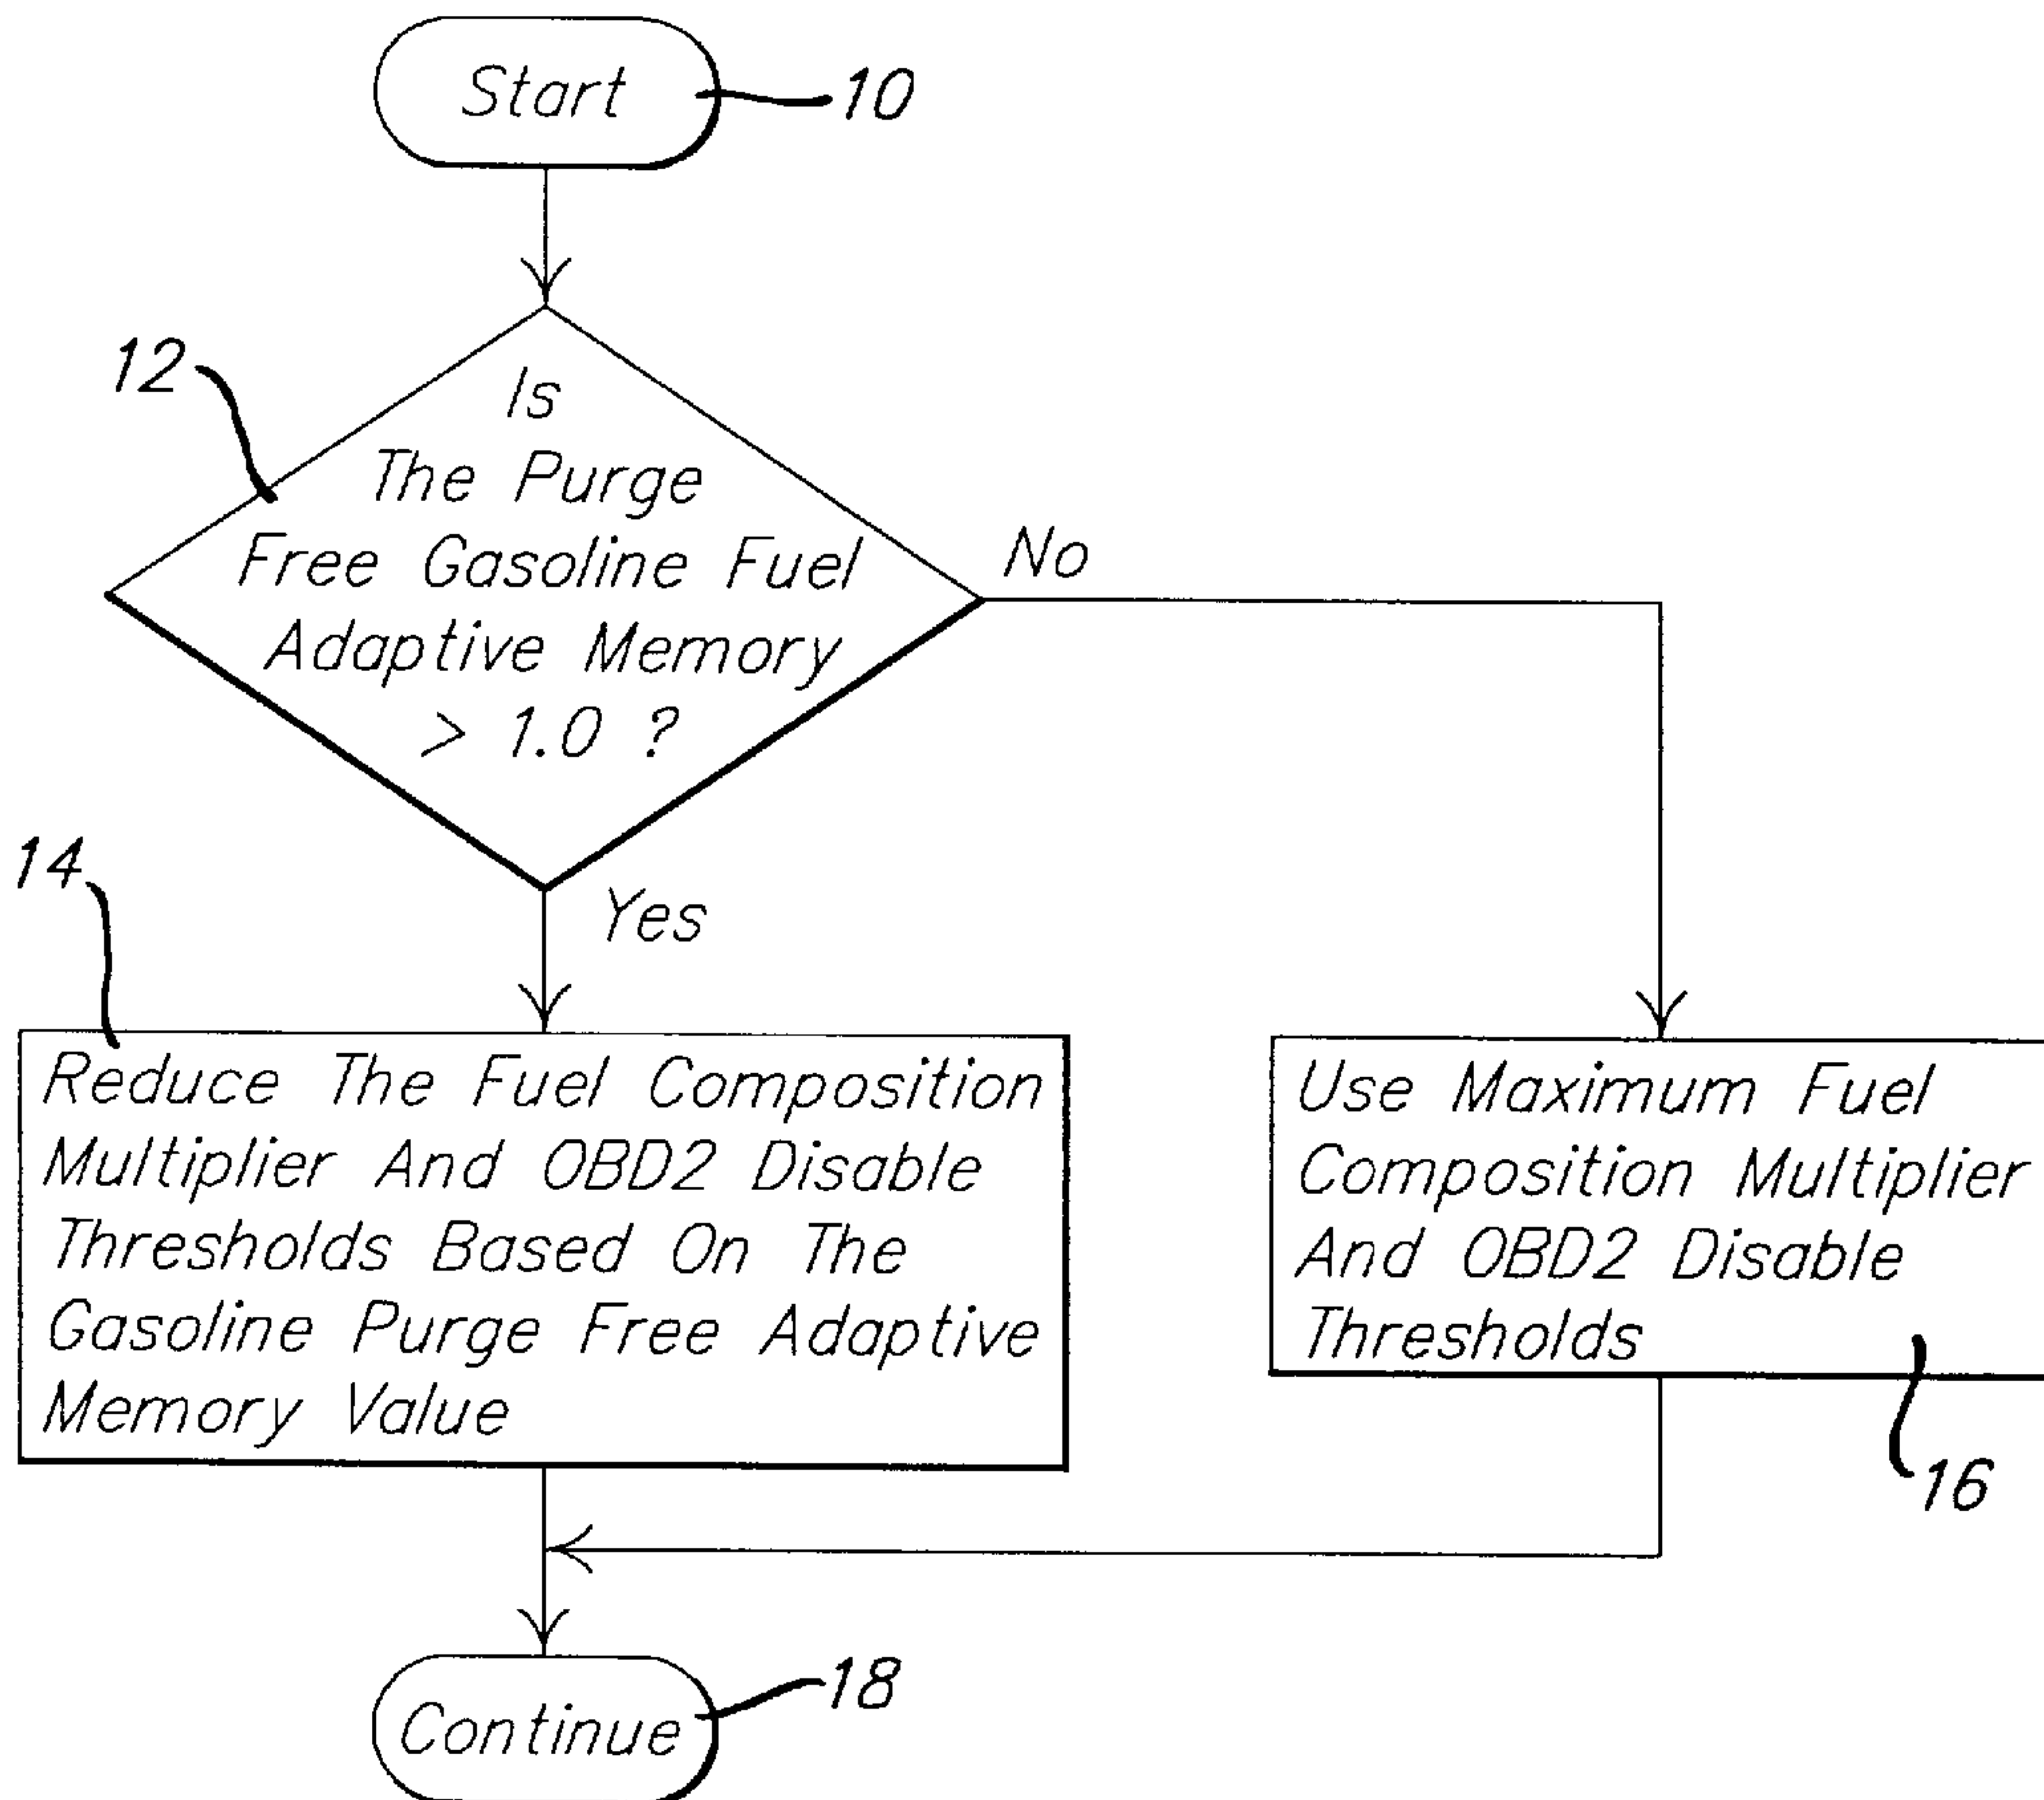 Start
10
12
Is
The Purge
Free Gasoline Fuel
Adaptive Memory
> 1.0 ?
No
Yes
14
Reduce The Fuel Composition
Multiplier And OBD2 Disable
Thresholds Based On The
Gasoline Purge Free Adaptive
Memory Value
Use Maximum Fuel
Composition Multiplier
And OBD2 Disable
Thresholds
16
Continue
18